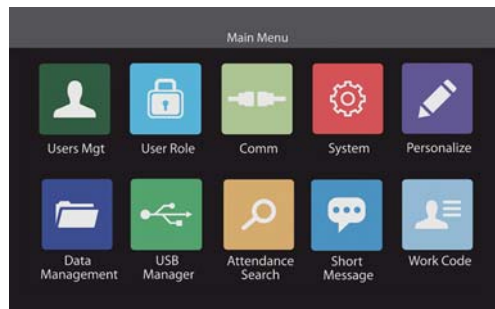 Main Menu
Users Mgt
User Role
Comm
System
Personalize
Data
Management
USB
Manager
Attendance
Search
Short
Message
Work Code